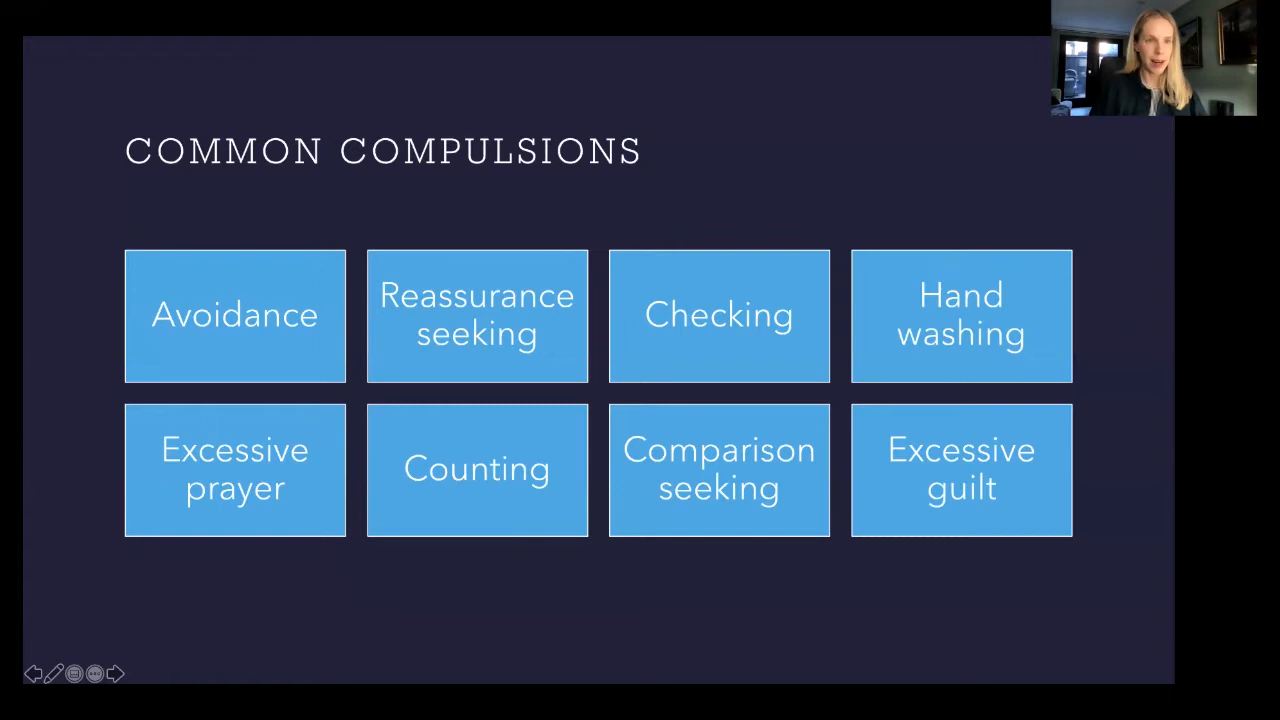 COMMON COMPULSIONS
Avoidance
Reassurance
seeking
Checking
Hand
washing
Excessive
prayer
Counting
Comparison
seeking
Excessive
guilt